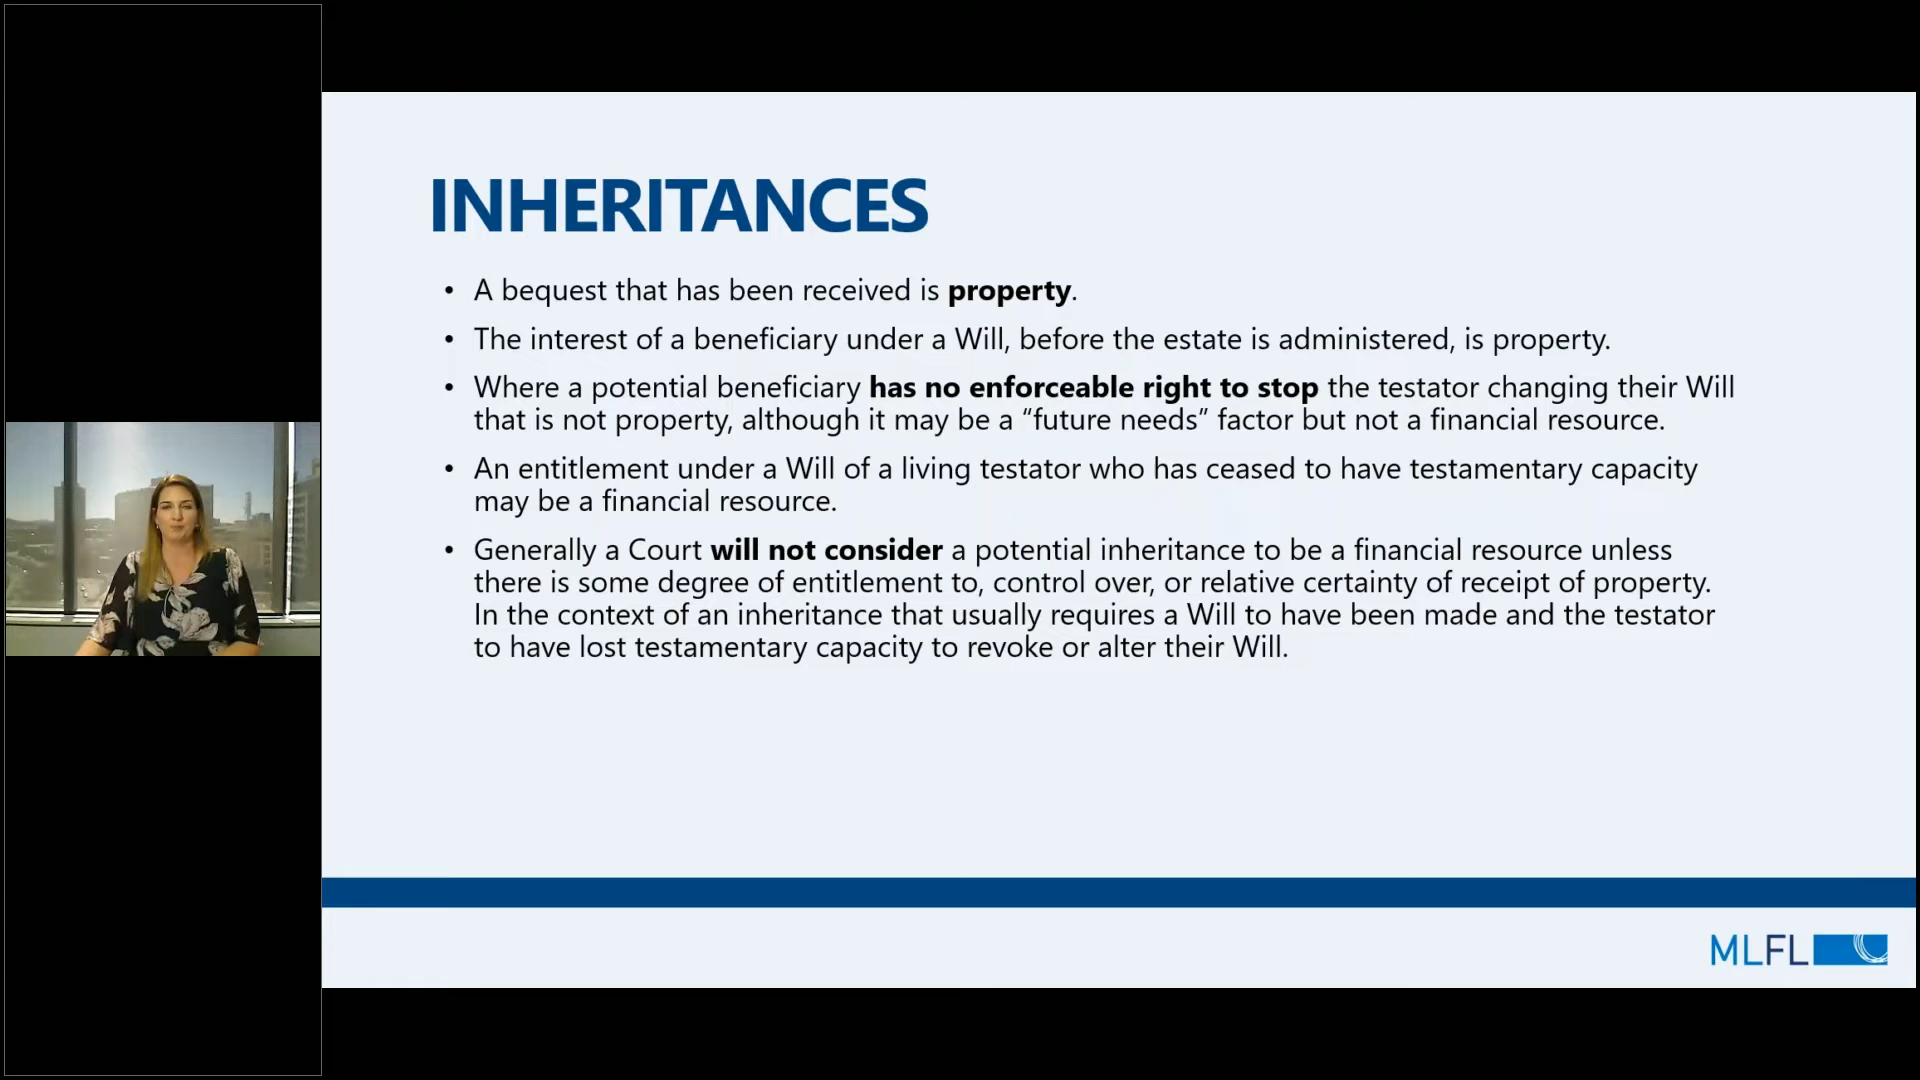 INHERITANCES
• A bequest that has been received is property.
• The interest of a beneficiary under a Will, before the estate is administered, is property.
• Where a potential beneficiary has no enforceable right to stop the testator changing their Will
that is not property, although it may be a “future needs” factor but not a financial resource.
• An entitlement under a Will of a living testator who has ceased to have testamentary capacity
may be a financial resource.
• Generally a Court will not consider a potential inheritance to be a financial resource unless
there is some degree of entitlement to, control over, or relative certainty of receipt of property.
In the context of an inheritance that usually requires a Will to have been made and the testator
to have lost testamentary capacity to revoke or alter their Will.
MLFL